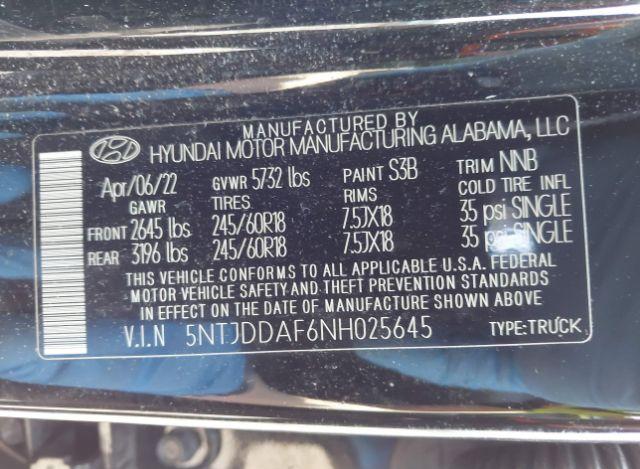 MANUFACTURED BY
HYUNDAI MOTOR MANUFACTURING ALABAMA, LLC
Apr/06/22 GVWR 5732 lbs PAINT S3B TRIM NNB
GAWR TIRES RIMS COLD TIRE INFL
FRONT 2645 lbs 245/60R18 7.5JX18 35 psi SINGLE
REAR 3196 lbs 245/60R18 7.5JX18 35 psi SINGLE
THIS VEHICLE CONFORMS TO ALL APPLICABLE U.S.A. FEDERAL
MOTOR VEHICLE SAFETY AND THEFT PREVENTION STANDARDS
IN EFFECT ON THE DATE OF MANUFACTURE SHOWN ABOVE
V.I.N 5NTJDDAF6NH025645 TYPE:TRUCK